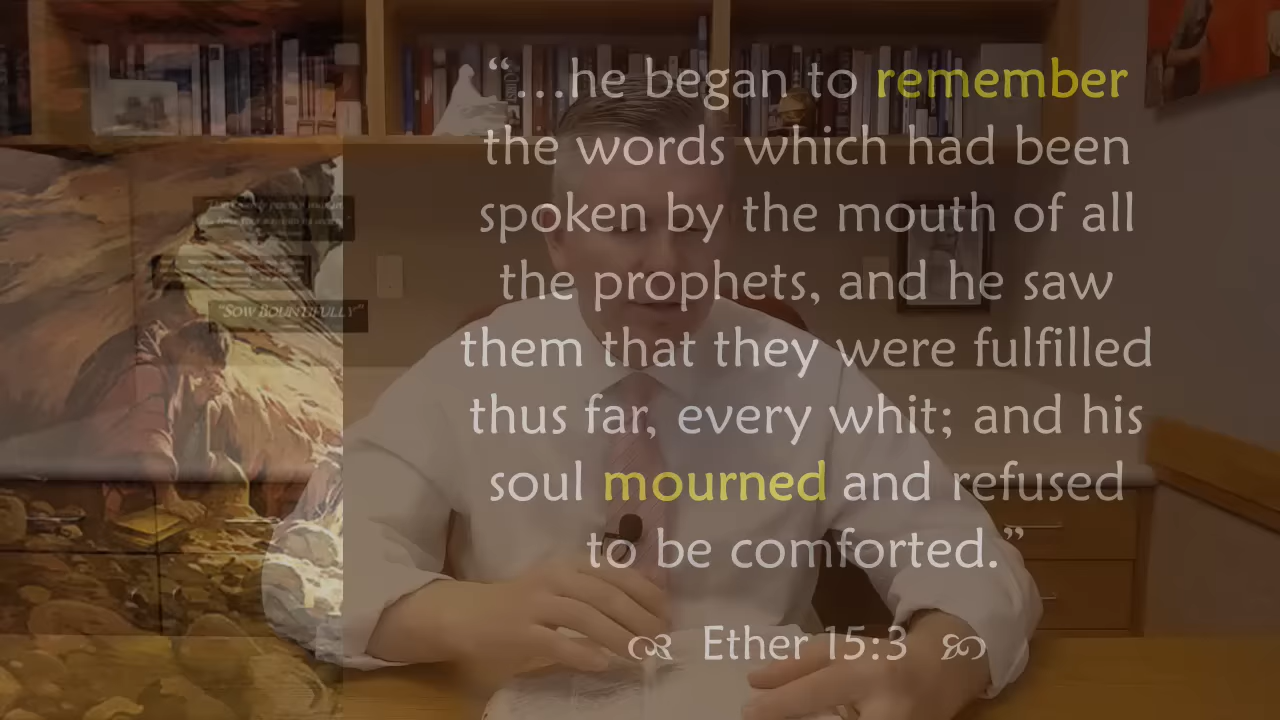 “...he began to remember
the words which had been
spoken by the mouth of all
the prophets, and he saw
them that they were fulfilled
thus far, every whit; and his
soul mourned and refused
to be comforted.”
Ether 15:3
"SOW BOUNTIFULLY"